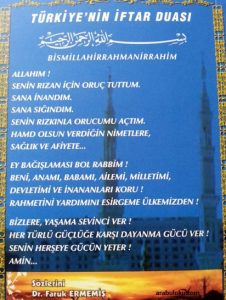 TÜRKİYE'NİN İFTAR DUASI
بسم الله الرحمن الرحيم
BİSMİLLAHİRRAHMANİRRAHİM
ALLAHIM !
SENİN RIZAN İÇİN ORUÇ TUTTUM.
SANA İNANDIM.
SANA SIĞINDIM.
SENİN RIZKINLA ORUCUMU AÇTIM.
HAMD OLSUN VERDİĞİN NİMETLERE,
SAĞLIK VE AFİYETE...
EY BAĞIŞLAMASI BOL RABBİM !
BENİ, ANAMI, BABAMI, AİLEMİ, MİLLETİMİ,
DEVLETİMİ VE İNANANLARI KORU !
RAHMETİNİ YARDIMINI ESİRGEME ÜLKEMİZDEN !
BİZLERE, YAŞAMA SEVİNCİ VER !
HER TÜRLÜ GÜÇLÜĞE KARŞI DAYANMA GÜCÜ VER !
SENİN HERŞEYE GÜCÜN YETER !
AMİN...
Sözlerini
Dr. Faruk ERMEMİŞ